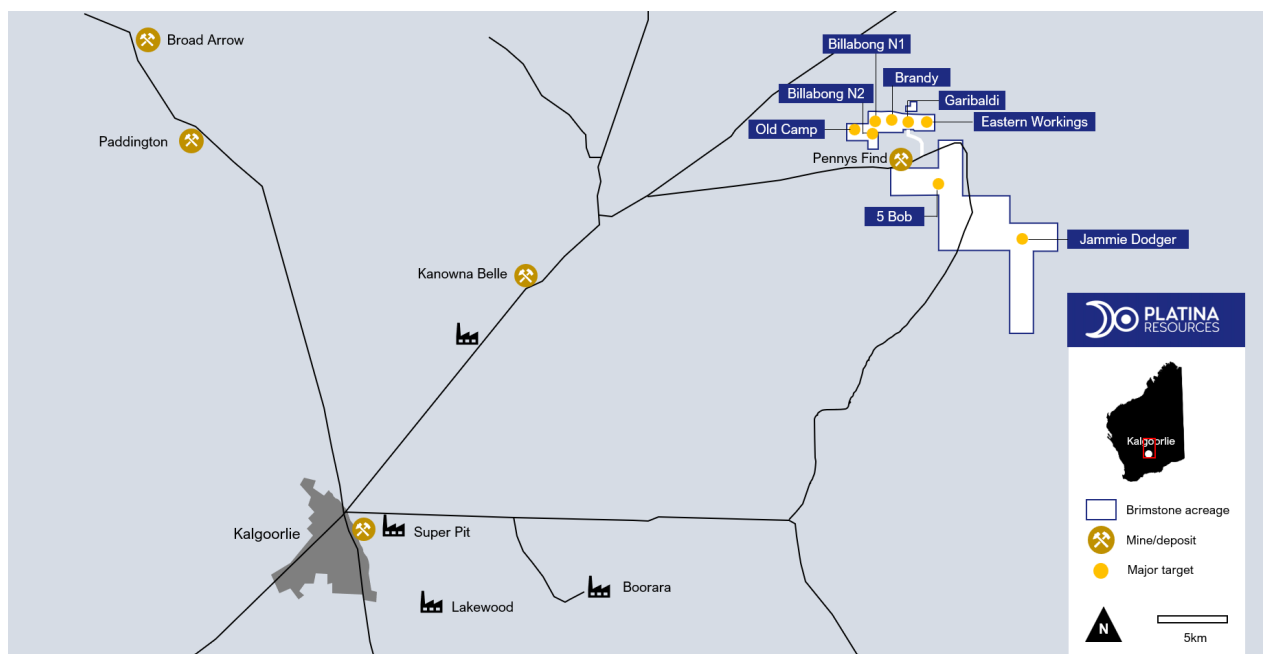 Broad Arrow
Billabong N1
Brandy
Billabong N2
Garibaldi
Old Camp
Eastern Workings
Paddington
Pennys Find
5 Bob
Jammie Dodger
Kanowna Belle
PLATINA
RESOURCES
Kalgoorlie
Brimstone acreage
Mine/deposit
Major target
N
5km
Kalgoorlie
Super Pit
Boorara
Lakewood